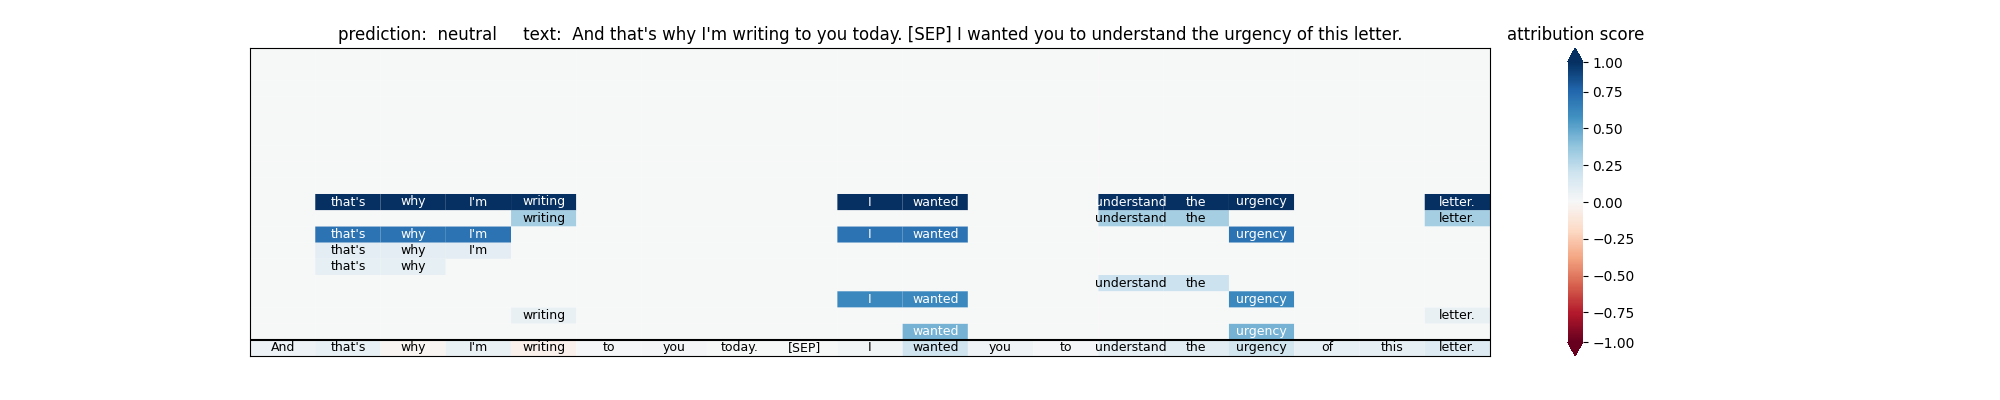 prediction: neutral text: And that's why I'm writing to you today. [SEP] I wanted you to understand the urgency of this letter.
attribution score
1.00
0.75
0.50
0.25
0.00
−0.25
−0.50
−0.75
−1.00
that's why I'm writing I wanted understand the urgency letter.
writing understand the letter.
that's why I'm I wanted urgency
that's why I'm
that's why
understand the
I wanted urgency
writing letter.
wanted urgency
And that's why I'm writing to you today. [SEP] I wanted you to understand the urgency of this letter.